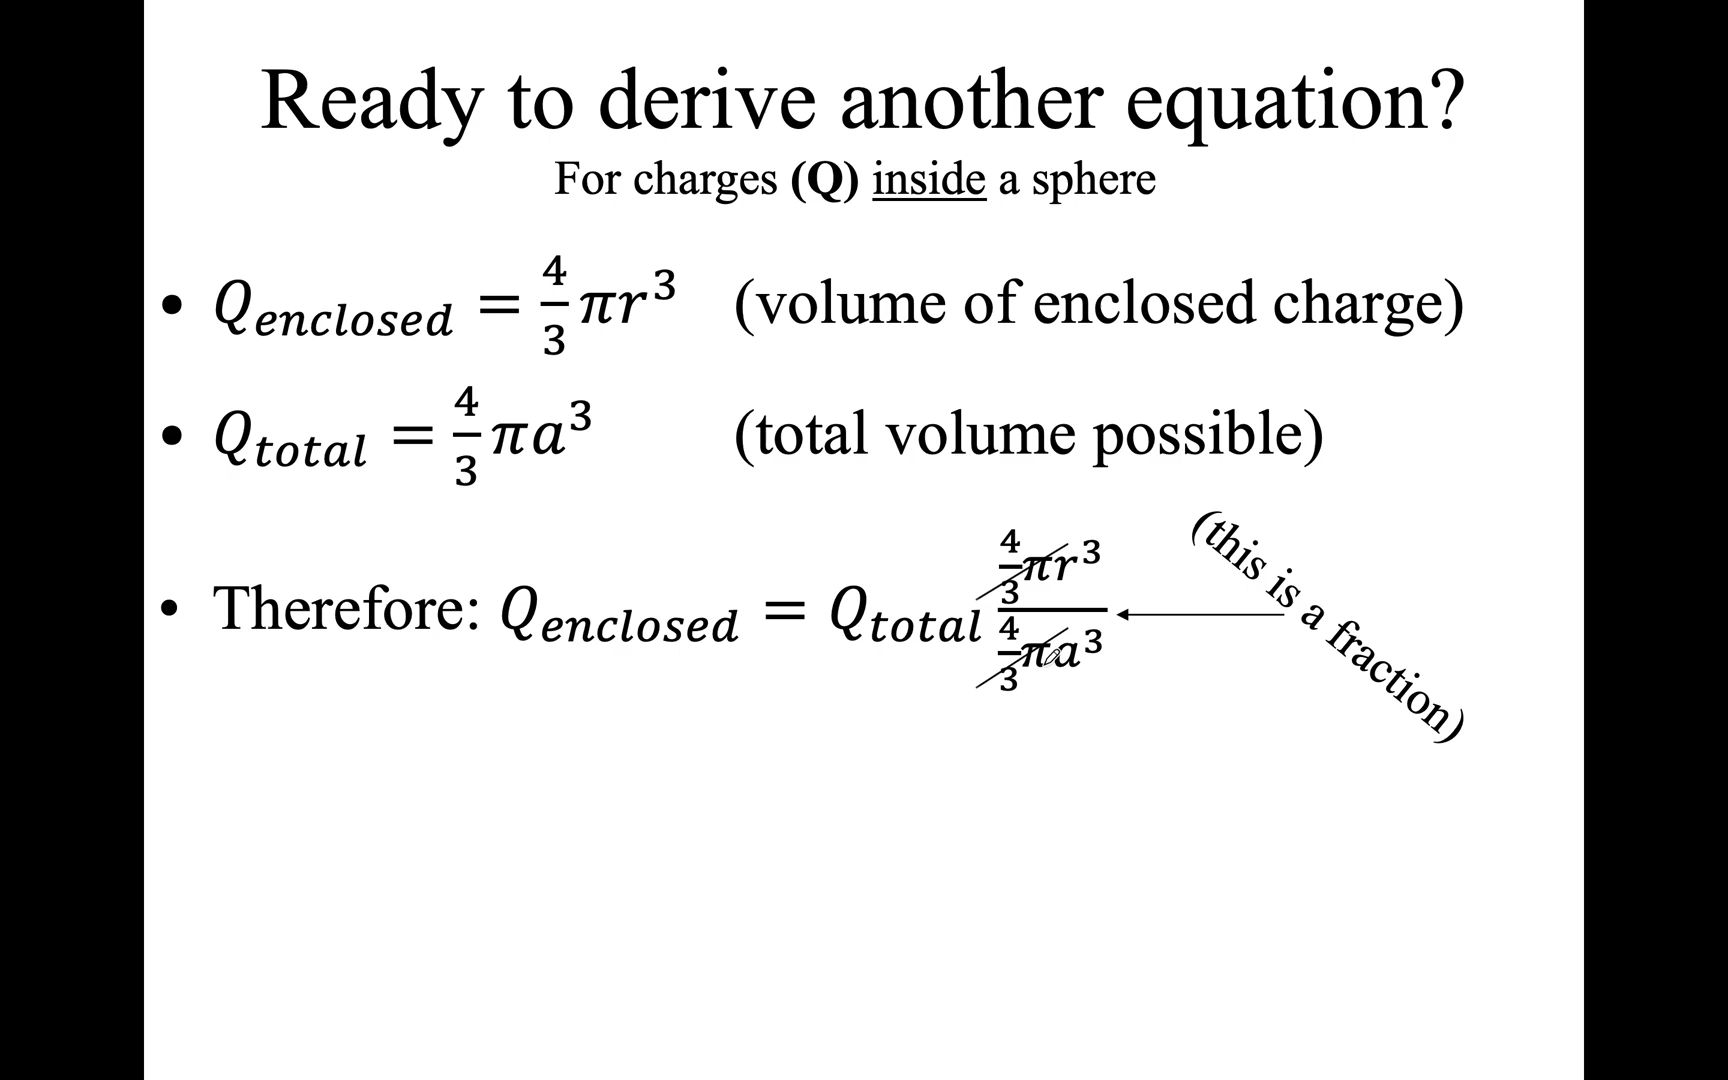 Ready to derive another equation?
For charges (Q) inside a sphere
• Q_enclosed = 4/3 πr³ (volume of enclosed charge)
• Q_total = 4/3 πa³ (total volume possible)
• Therefore: Q_enclosed = Q_total (4/3 πr³)/(4/3 πa³)
(this is a fraction)